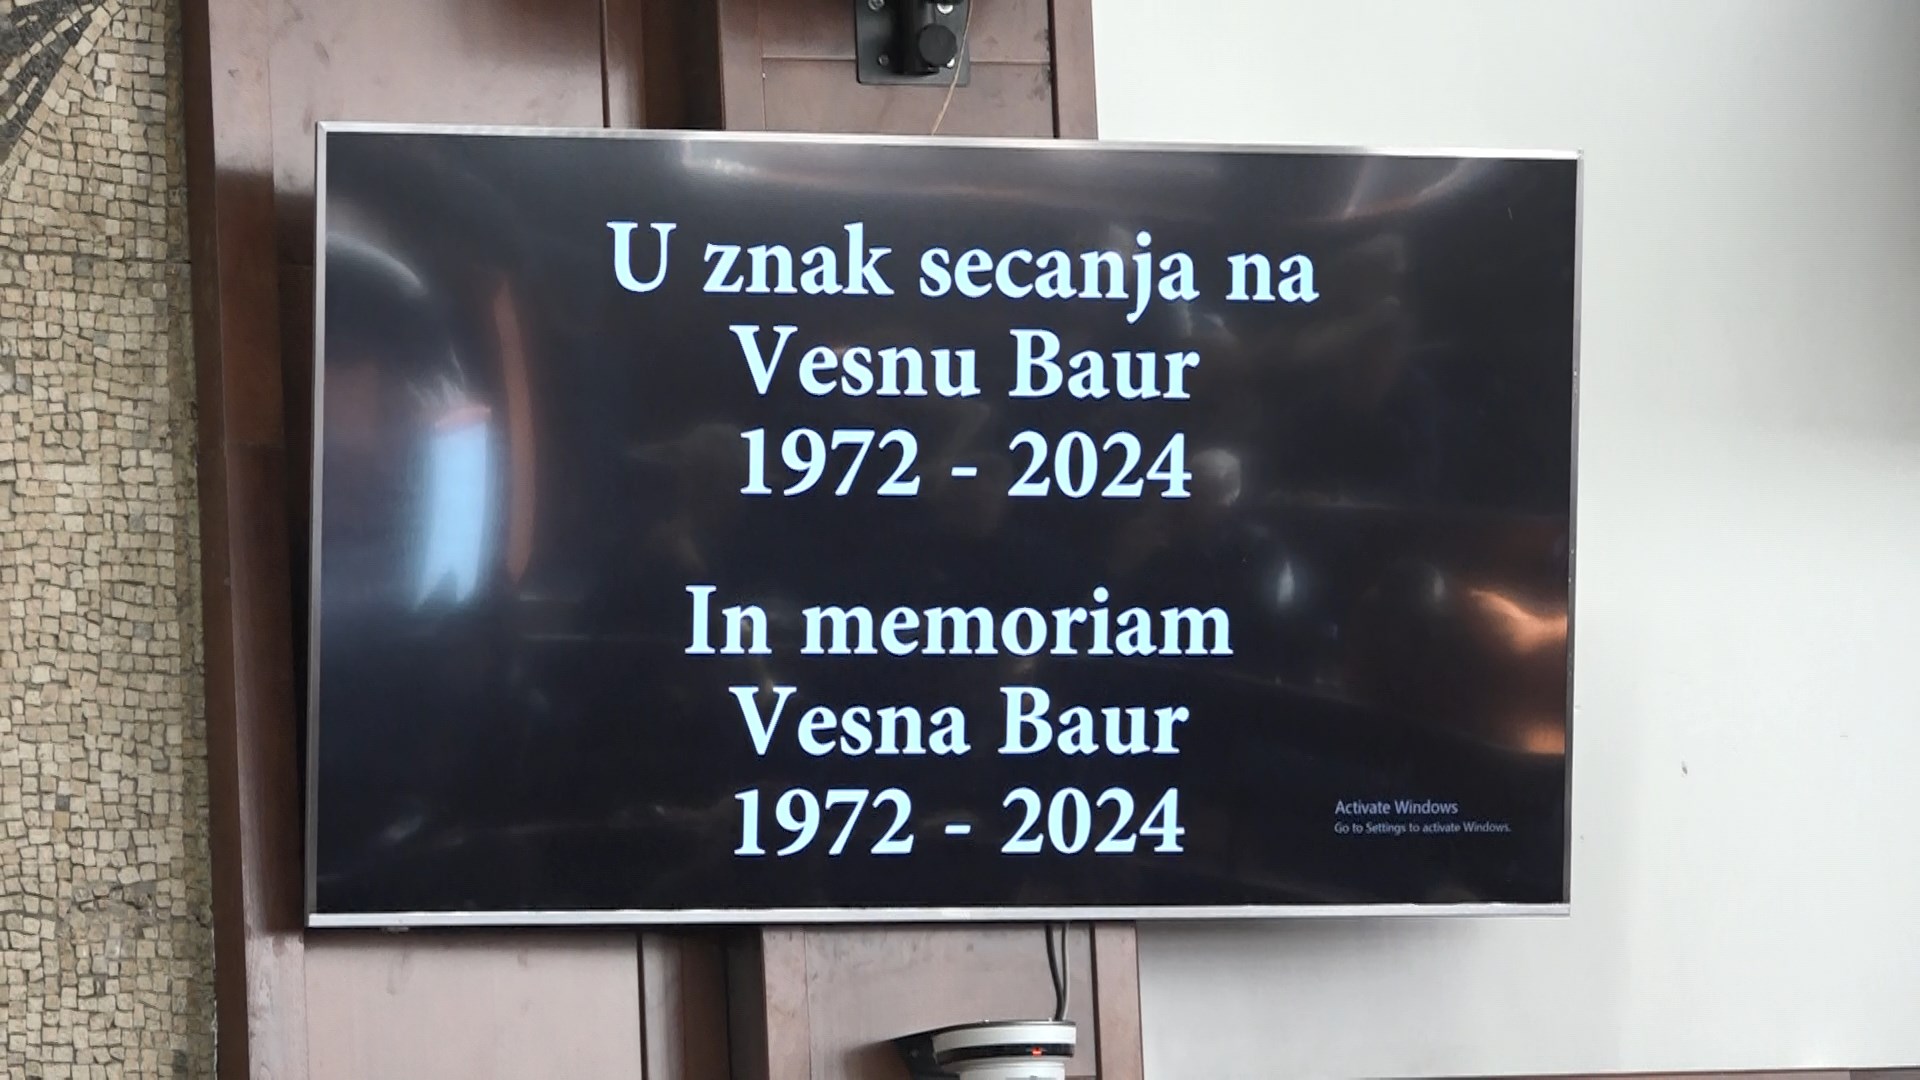 U znak secanja na
Vesnu Baur
1972 - 2024
In memoriam
Vesna Baur
1972 - 2024
Activate Windows
Go to Settings to activate Windows.